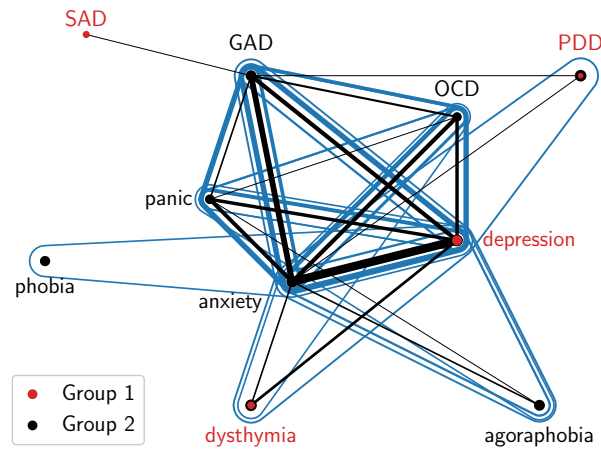 SAD
GAD
PDD
OCD
panic
depression
phobia
anxiety
Group 1
Group 2
dysthymia
agoraphobia